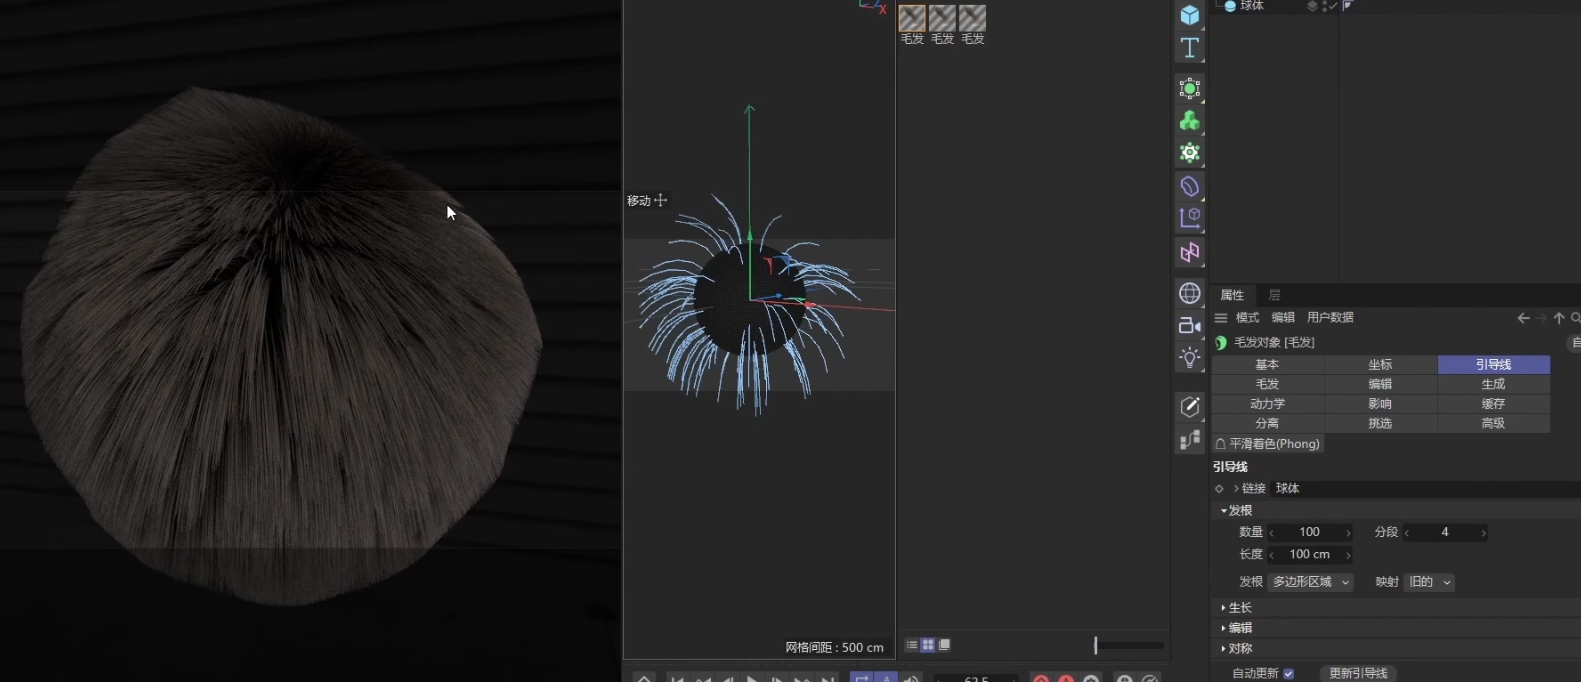 X
毛发 毛发 毛发
球体
移动
网格间距 : 500 cm
属性 层
模式 编辑 用户数据
毛发对象 [毛发]
基本 坐标 引导线
毛发 编辑 生成
动力学 影响 缓存
分离 挑选 高级
平滑着色(Phong)
引导线
链接 球体
发根
数量 100 分段 4
长度 100 cm
发根 多边形区域 映射 旧的
生长
编辑
对称
自动更新 更新引导线